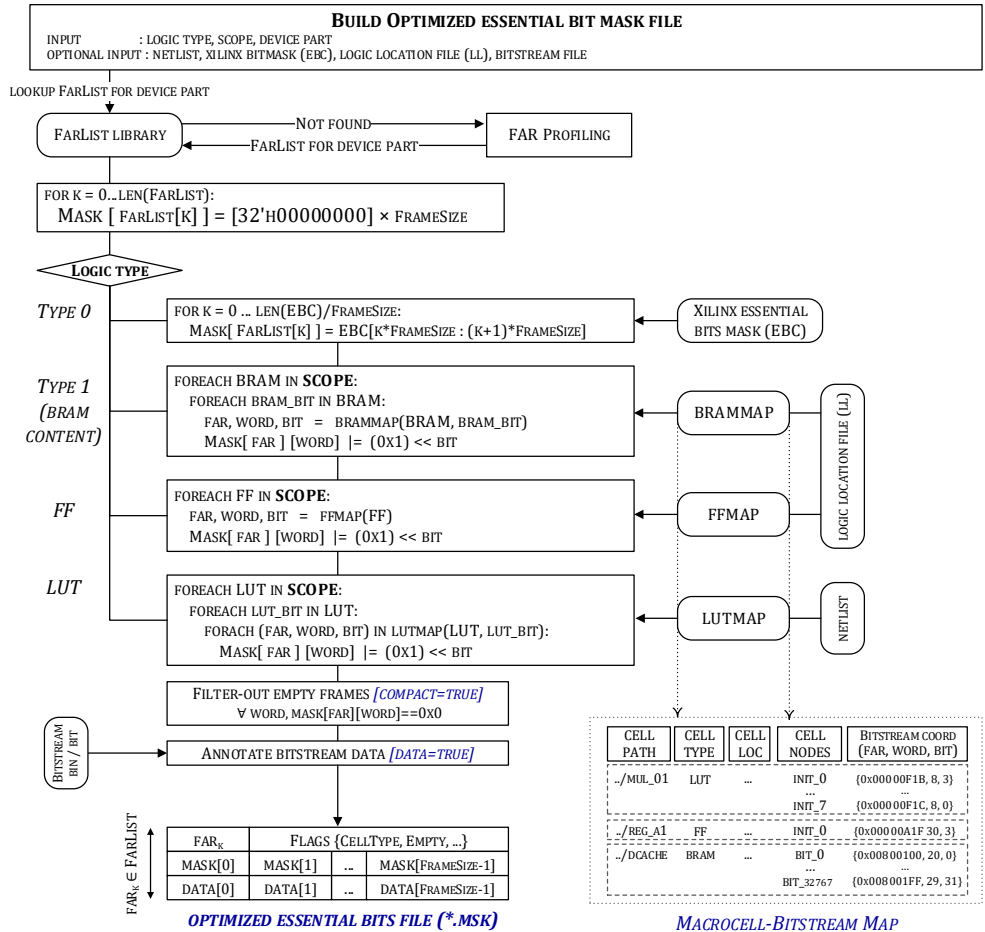 BUILD OPTIMIZED ESSENTIAL BIT MASK FILE
INPUT : LOGIC TYPE, SCOPE, DEVICE PART
OPTIONAL INPUT : NETLIST, XILINX BITMASK (EBC), LOGIC LOCATION FILE (LL), BITSTREAM FILE
LOOKUP FARLIST FOR DEVICE PART
FARLIST LIBRARY
NOT FOUND
FARLIST FOR DEVICE PART
FAR PROFILING
FOR K = 0...LEN(FARLIST):
MASK [ FARLIST[K] ] = [32'H00000000] × FRAMESIZE
LOGIC TYPE
TYPE 0
FOR K = 0 ... LEN(EBC)/FRAMESIZE:
MASK[ FARLIST[K] ] = EBC[K*FRAMESIZE : (K+1)*FRAMESIZE]
XILINX ESSENTIAL
BITS MASK (EBC)
TYPE 1
(BRAM
CONTENT)
FOREACH BRAM IN SCOPE:
FOREACH BRAM_BIT IN BRAM:
FAR, WORD, BIT = BRAMMAP(BRAM, BRAM_BIT)
MASK[ FAR ] [WORD] |= (0X1) << BIT
BRAMMAP
LOGIC LOCATION FILE (LL)
FF
FOREACH FF IN SCOPE:
FAR, WORD, BIT = FFMAP(FF)
MASK[ FAR ] [WORD] |= (0X1) << BIT
FFMAP
LUT
FOREACH LUT IN SCOPE:
FOREACH LUT_BIT IN LUT:
FORACH (FAR, WORD, BIT) IN LUTMAP(LUT, LUT_BIT):
MASK[ FAR ] [WORD] |= (0X1) << BIT
LUTMAP
NETLIST
FILTER-OUT EMPTY FRAMES [COMPACT=TRUE]
∀ WORD, MASK[FAR][WORD]==0X0
BITSTREAM
BIN / BIT
ANNOTATE BITSTREAM DATA [DATA=TRUE]
FAR_K ∈ FARLIST
FAR_K FLAGS {CELLTYPE, EMPTY, ...}
MASK[0] MASK[1] ... MASK[FRAMESIZE-1]
DATA[0] DATA[1] ... DATA[FRAMESIZE-1]
OPTIMIZED ESSENTIAL BITS FILE (*.MSK)
CELL PATH CELL TYPE CELL LOC CELL NODES BITSTREAM COORD (FAR, WORD, BIT)
../MUL_01 LUT ... INIT_0 {0X00000F1B, 8, 3}
... ...
INIT_7 {0X00000F1C, 8, 0}
../REG_A1 FF ... INIT_0 {0X00000A1F 30, 3}
../DCACHE BRAM ... BIT_0 {0X00800100, 20, 0}
... ...
BIT_32767 {0X008001FF, 29, 31}
MACROCELL-BITSTREAM MAP